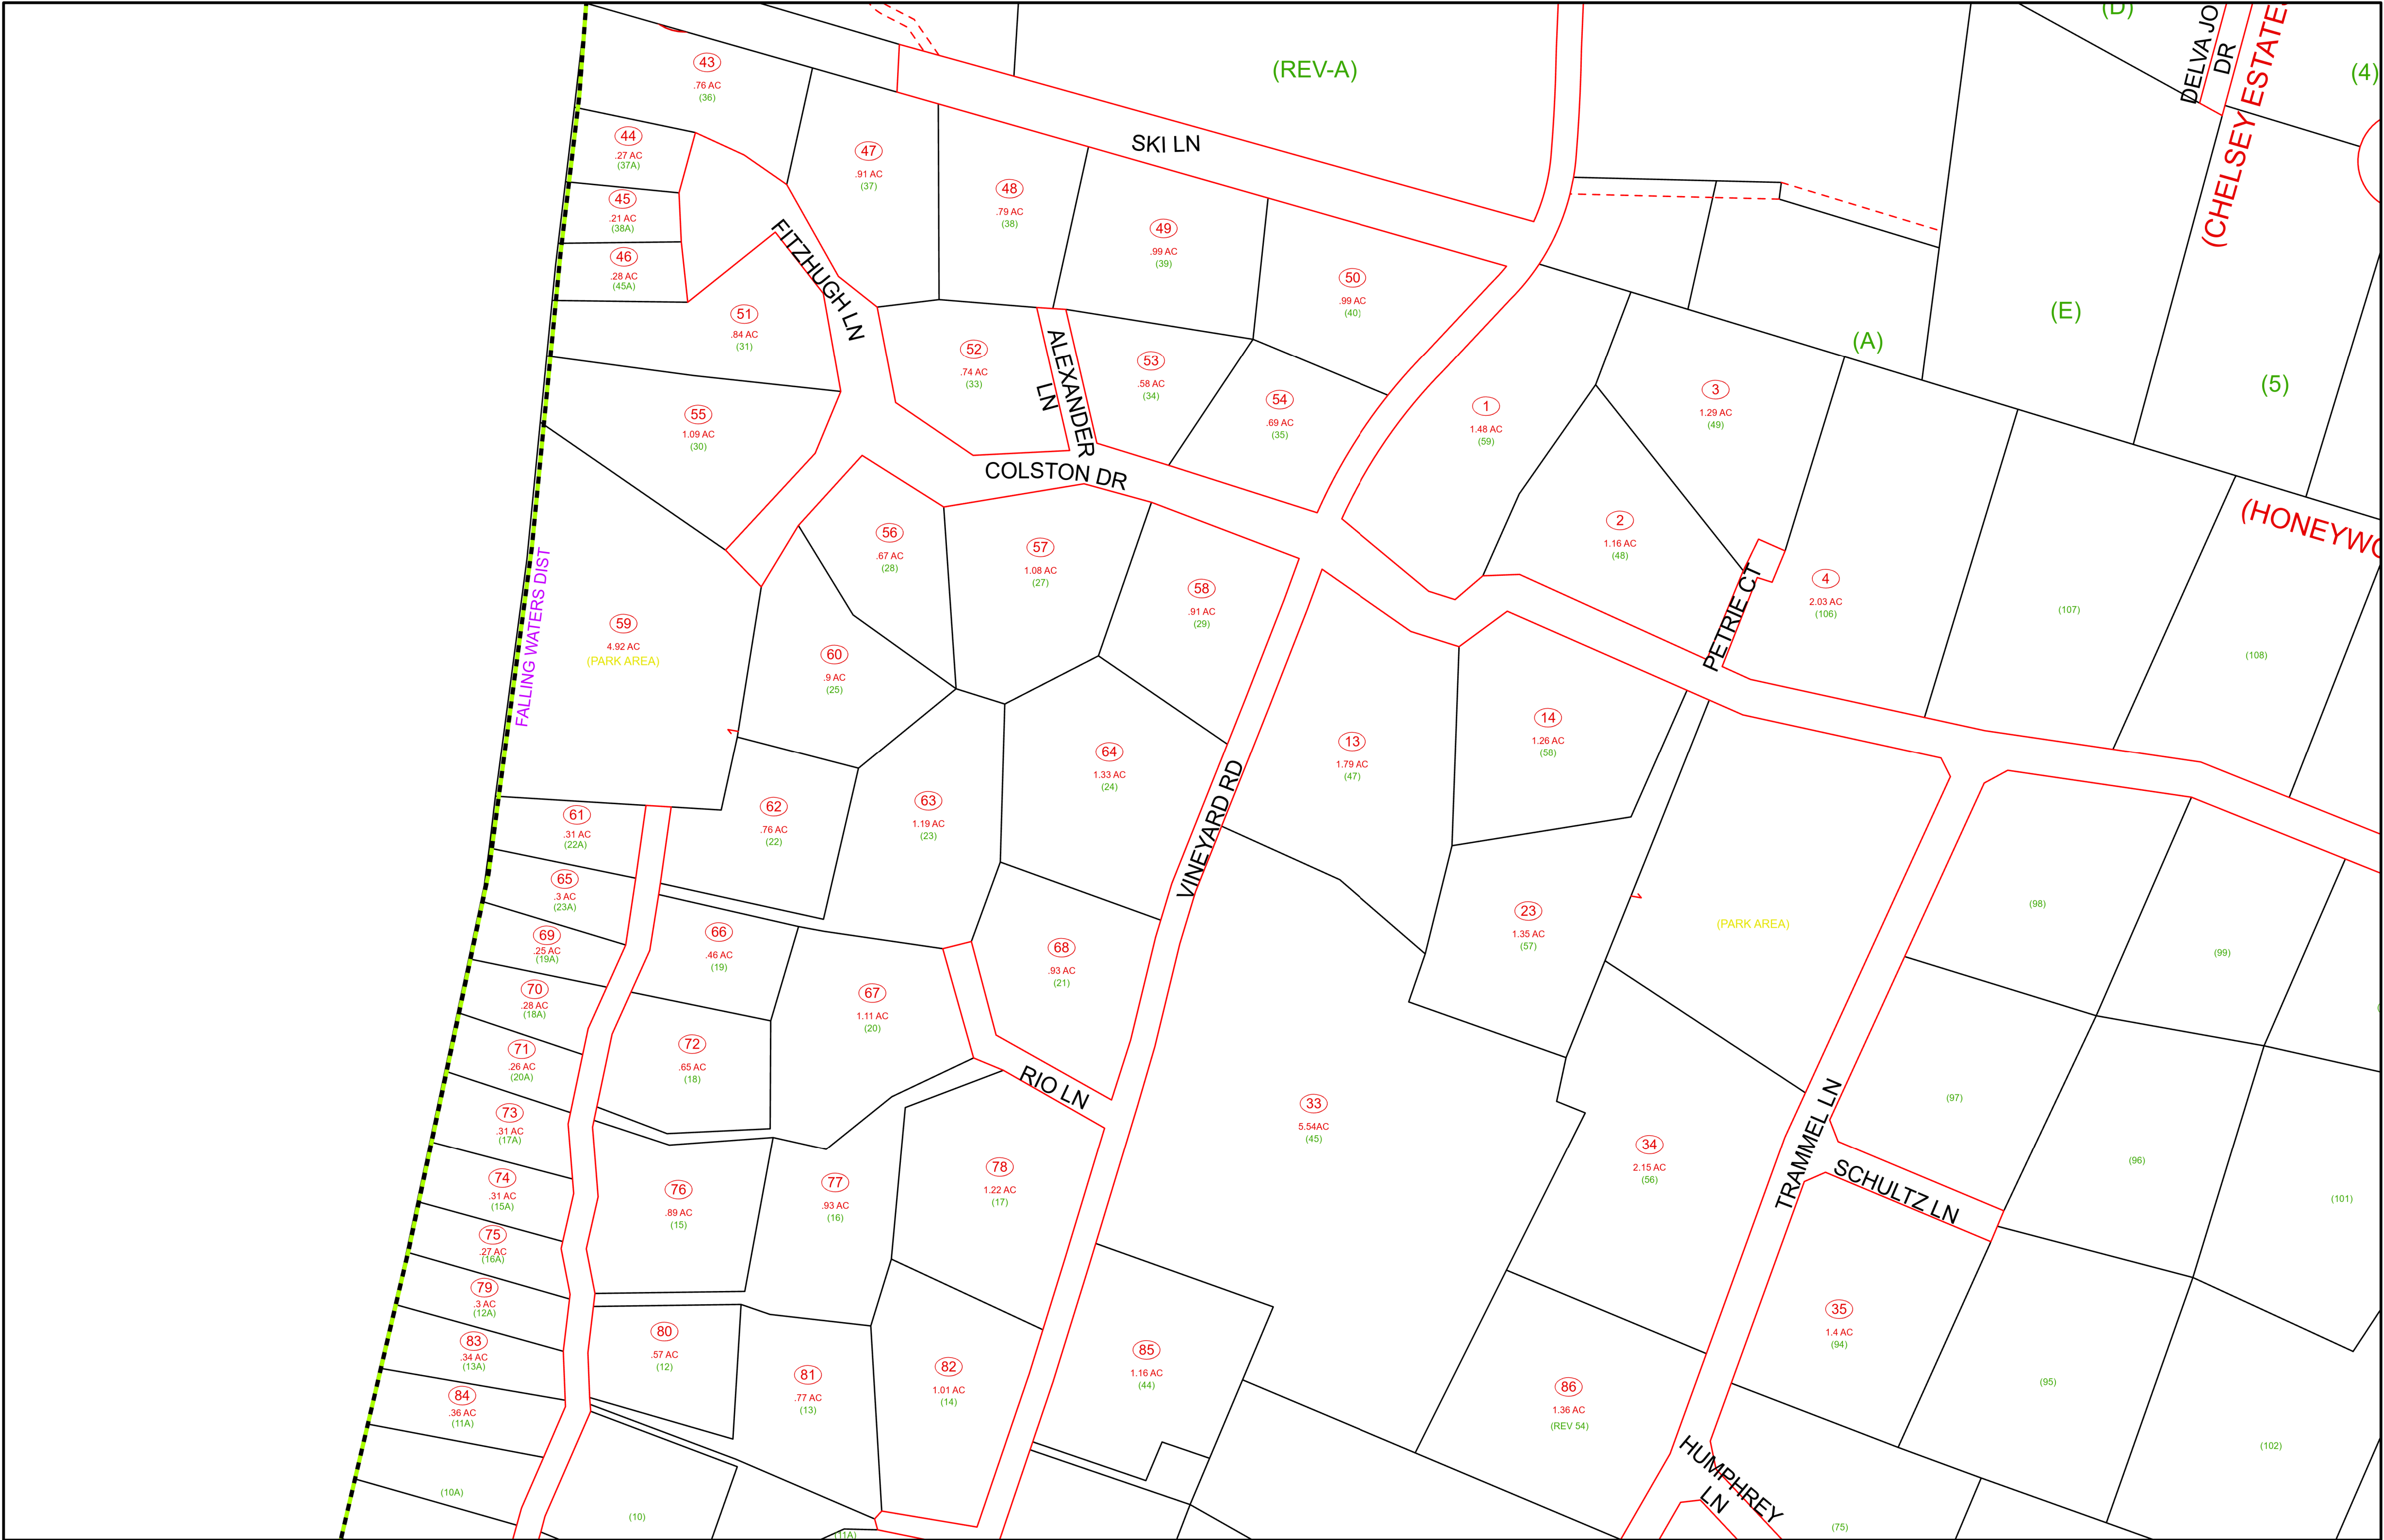 (D)
DELVA JO
DR
(CHELSEY ESTATES
(4)
(REV-A)
SKI LN
43
.76 AC
(36)
44
.27 AC
(37A)
45
.21 AC
(38A)
46
.28 AC
(45A)
47
.91 AC
(37)
48
.79 AC
(38)
49
.99 AC
(39)
50
.99 AC
(40)
FITZHUGH LN
51
.84 AC
(31)
52
.74 AC
(33)
ALEXANDER
LN
53
.58 AC
(34)
54
.69 AC
(35)
1
1.48 AC
(59)
3
1.29 AC
(49)
(A)
(E)
(5)
55
1.09 AC
(30)
COLSTON DR
56
.67 AC
(28)
57
1.08 AC
(27)
58
.91 AC
(29)
2
1.16 AC
(48)
PETRIE CT
4
2.03 AC
(106)
(107)
(108)
(HONEYWO
FALLING WATERS DIST
59
4.92 AC
(PARK AREA)
60
.9 AC
(25)
61
.31 AC
(22A)
62
.76 AC
(22)
63
1.19 AC
(23)
64
1.33 AC
(24)
VINEYARD RD
13
1.79 AC
(47)
14
1.26 AC
(58)
65
.3 AC
(23A)
66
.46 AC
(19)
67
1.11 AC
(20)
68
.93 AC
(21)
23
1.35 AC
(57)
(PARK AREA)
(98)
(99)
69
.25 AC
(19A)
70
.28 AC
(18A)
71
.26 AC
(20A)
72
.65 AC
(18)
RIO LN
73
.31 AC
(17A)
74
.31 AC
(15A)
75
.27 AC
(16A)
76
.89 AC
(15)
77
.93 AC
(16)
78
1.22 AC
(17)
33
5.54AC
(45)
34
2.15 AC
(56)
TRAMMEL LN
SCHULTZ LN
(97)
(96)
(101)
79
.3 AC
(12A)
80
.57 AC
(12)
81
.77 AC
(13)
82
1.01 AC
(14)
83
.34 AC
(13A)
84
.36 AC
(11A)
85
1.16 AC
(44)
86
1.36 AC
(REV 54)
35
1.4 AC
(94)
(95)
(102)
HUMPHREY
LN
(10A)
(10)
(11A)
(75)